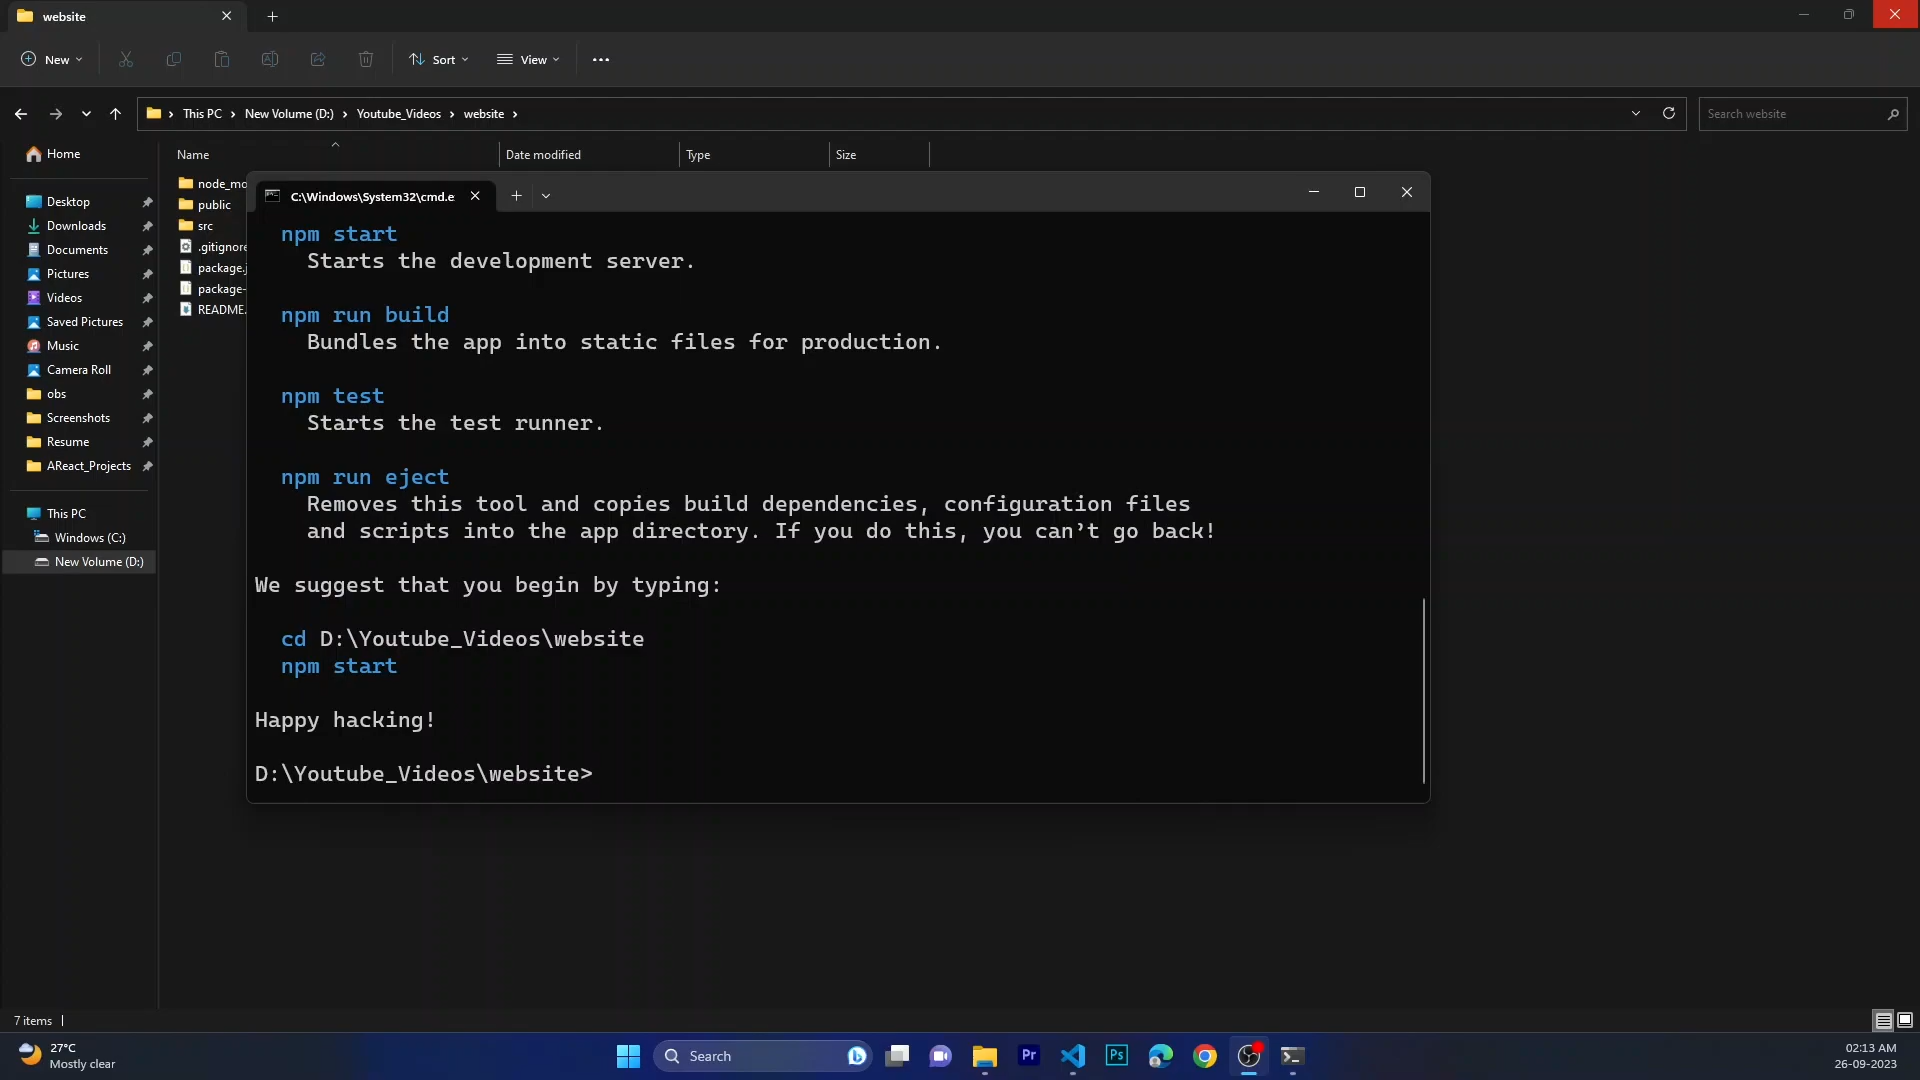 website
New
Sort
View
This PC
New Volume (D:)
Youtube_Videos
website
Search website
Home
Desktop
Downloads
Documents
Pictures
Videos
Saved Pictures
Music
Camera Roll
obs
Screenshots
Resume
AReact_Projects
This PC
Windows (C:)
New Volume (D:)
Name
Date modified
Type
Size
node_mo
public
src
.gitignore
package.j
package-
README.
C:\Windows\System32\cmd.e
npm start
Starts the development server.
npm run build
Bundles the app into static files for production.
npm test
Starts the test runner.
npm run eject
Removes this tool and copies build dependencies, configuration files
and scripts into the app directory. If you do this, you can’t go back!
We suggest that you begin by typing:
cd D:\Youtube_Videos\website
npm start
Happy hacking!
D:\Youtube_Videos\website>
7 items
27°C
Mostly clear
Search
Pr
Ps
02:13 AM
26-09-2023